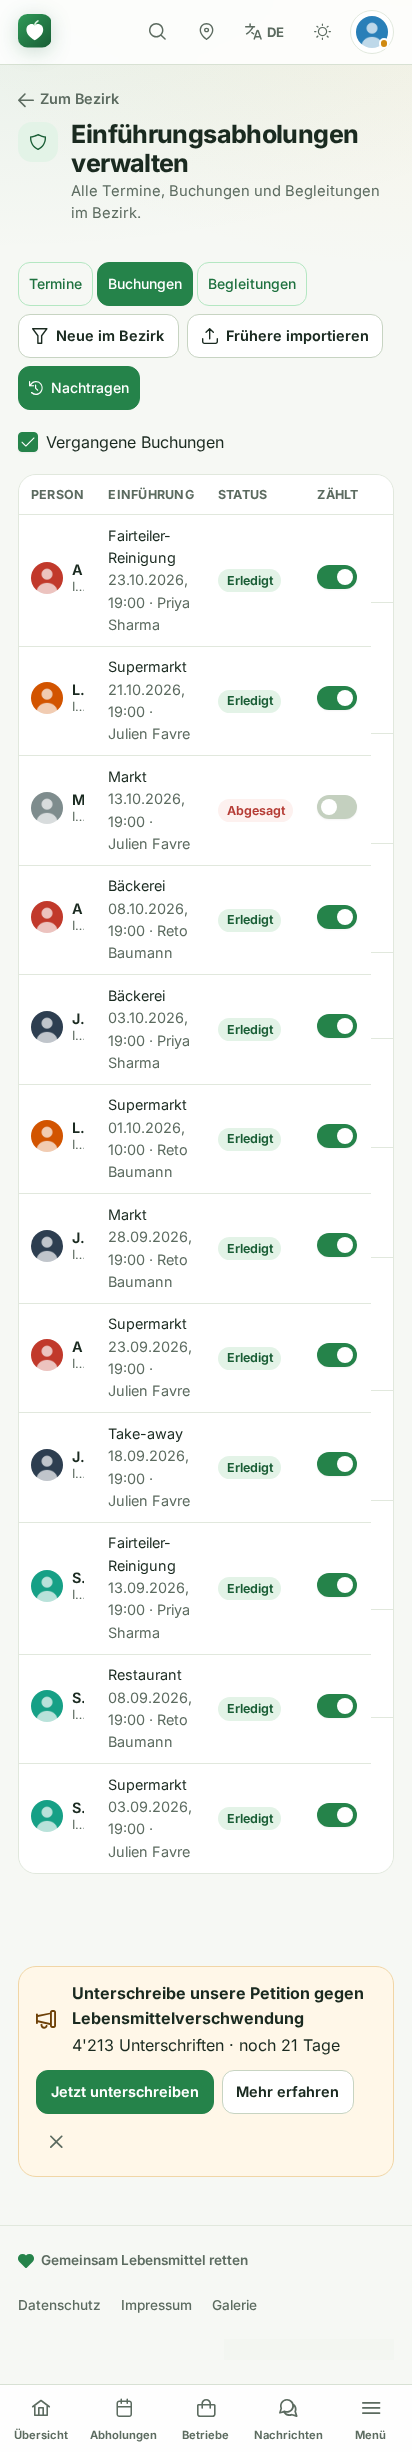 DE
Zum Bezirk
Einführungsabholungen
verwalten
Alle Termine, Buchungen und Begleitungen
im Bezirk.
Termine
Buchungen
Begleitungen
Neue im Bezirk
Frühere importieren
Nachtragen
Vergangene Buchungen
PERSON EINFÜHRUNG STATUS ZÄHLT
A
I...
Fairteiler-
Reinigung
23.10.2026,
19:00 · Priya
Sharma
Erledigt
L.
I...
Supermarkt
21.10.2026,
19:00 ·
Julien Favre
Erledigt
M
I...
Markt
13.10.2026,
19:00 ·
Julien Favre
Abgesagt
A
I...
Bäckerei
08.10.2026,
19:00 · Reto
Baumann
Erledigt
J.
I...
Bäckerei
03.10.2026,
19:00 · Priya
Sharma
Erledigt
L.
I...
Supermarkt
01.10.2026,
10:00 · Reto
Baumann
Erledigt
J.
I...
Markt
28.09.2026,
19:00 · Reto
Baumann
Erledigt
A
I...
Supermarkt
23.09.2026,
19:00 ·
Julien Favre
Erledigt
J.
I...
Take-away
18.09.2026,
19:00 ·
Julien Favre
Erledigt
S.
I...
Fairteiler-
Reinigung
13.09.2026,
19:00 · Priya
Sharma
Erledigt
S.
I...
Restaurant
08.09.2026,
19:00 · Reto
Baumann
Erledigt
S.
I...
Supermarkt
03.09.2026,
19:00 ·
Julien Favre
Erledigt
Unterschreibe unsere Petition gegen
Lebensmittelverschwendung
4'213 Unterschriften · noch 21 Tage
Jetzt unterschreiben
Mehr erfahren
Gemeinsam Lebensmittel retten
Datenschutz Impressum Galerie
Übersicht Abholungen Betriebe Nachrichten Menü